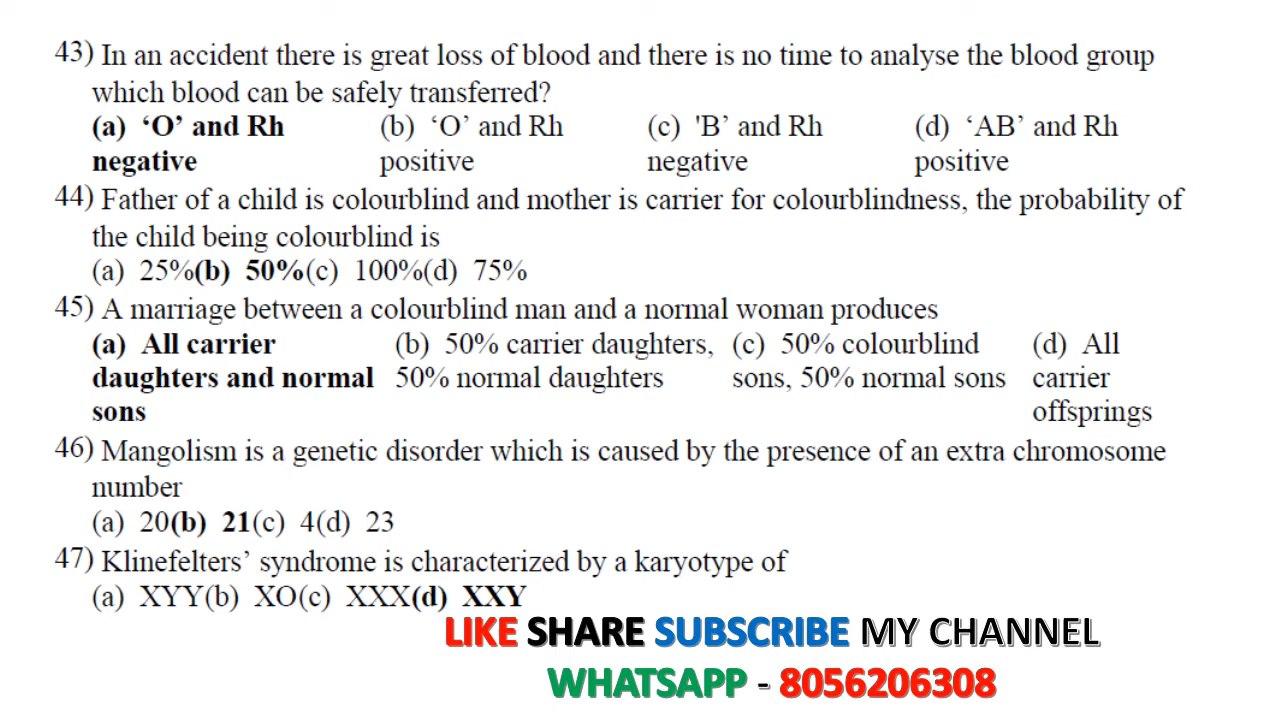 43) In an accident there is great loss of blood and there is no time to analyse the blood group
which blood can be safely transferred?
(a) ‘O’ and Rh (b) ‘O’ and Rh (c) 'B’ and Rh (d) ‘AB’ and Rh
negative positive negative positive
44) Father of a child is colourblind and mother is carrier for colourblindness, the probability of
the child being colourblind is
(a) 25%(b) 50%(c) 100%(d) 75%
45) A marriage between a colourblind man and a normal woman produces
(a) All carrier (b) 50% carrier daughters, (c) 50% colourblind (d) All
daughters and normal 50% normal daughters sons, 50% normal sons carrier
sons offsprings
46) Mangolism is a genetic disorder which is caused by the presence of an extra chromosome
number
(a) 20(b) 21(c) 4(d) 23
47) Klinefelters’ syndrome is characterized by a karyotype of
(a) XYY(b) XO(c) XXX(d) XXY
LIKE SHARE SUBSCRIBE MY CHANNEL
WHATSAPP - 8056206308